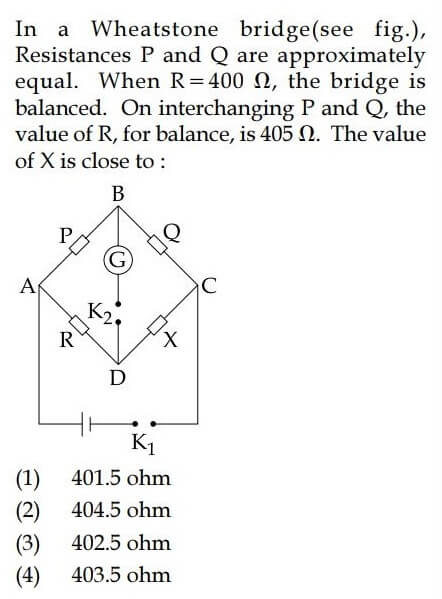 In a Wheatstone bridge(see fig.),
Resistances P and Q are approximately
equal. When R=400 Ω, the bridge is
balanced. On interchanging P and Q, the
value of R, for balance, is 405 Ω. The value
of X is close to :
B
P
Q
G
A
C
K₂
R
X
D
K₁
(1) 401.5 ohm
(2) 404.5 ohm
(3) 402.5 ohm
(4) 403.5 ohm